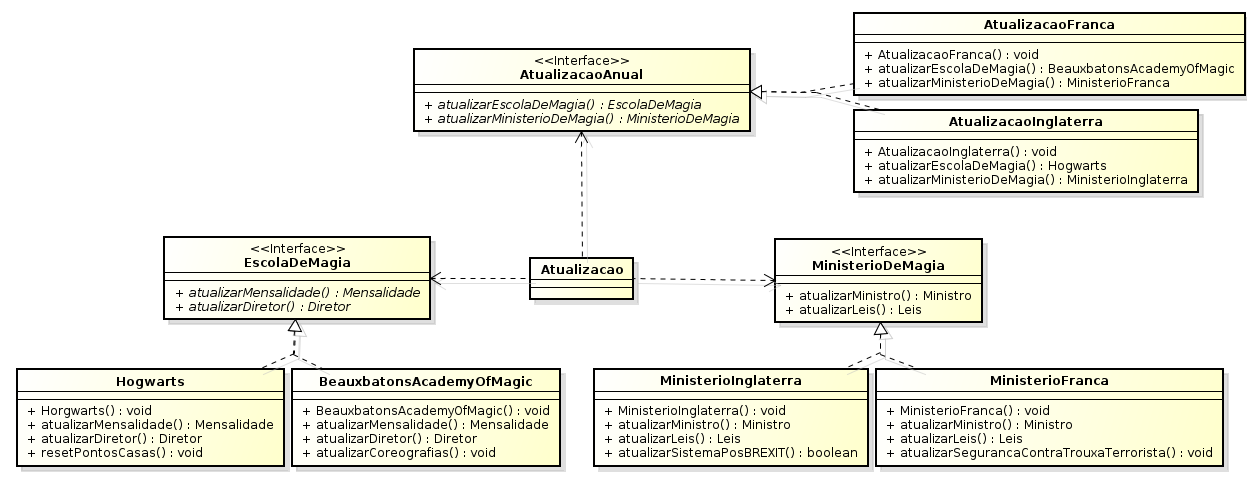 AtualizacaoFranca
+ AtualizacaoFranca() : void
+ atualizarEscolaDeMagia() : BeauxbatonsAcademyOfMagic
+ atualizarMinisterioDeMagia() : MinisterioFranca
<<Interface>>
AtualizacaoAnual
+ atualizarEscolaDeMagia() : EscolaDeMagia
+ atualizarMinisterioDeMagia() : MinisterioDeMagia
AtualizacaoInglaterra
+ AtualizacaoInglaterra() : void
+ atualizarEscolaDeMagia() : Hogwarts
+ atualizarMinisterioDeMagia() : MinisterioInglaterra
<<Interface>>
EscolaDeMagia
+ atualizarMensalidade() : Mensalidade
+ atualizarDiretor() : Diretor
Atualizacao
<<Interface>>
MinisterioDeMagia
+ atualizarMinistro() : Ministro
+ atualizarLeis() : Leis
Hogwarts
+ Horgwarts() : void
+ atualizarMensalidade() : Mensalidade
+ atualizarDiretor() : Diretor
+ resetPontosCasas() : void
BeauxbatonsAcademyOfMagic
+ BeauxbatonsAcademyOfMagic() : void
+ atualizarMensalidade() : Mensalidade
+ atualizarDiretor() : Diretor
+ atualizarCoreografias() : void
MinisterioInglaterra
+ MinisterioInglaterra() : void
+ atualizarMinistro() : Ministro
+ atualizarLeis() : Leis
+ atualizarSistemaPosBREXIT() : boolean
MinisterioFranca
+ MinisterioFranca() : void
+ atualizarMinistro() : Ministro
+ atualizarLeis() : Leis
+ atualizarSegurancaContraTrouxaTerrorista() : void